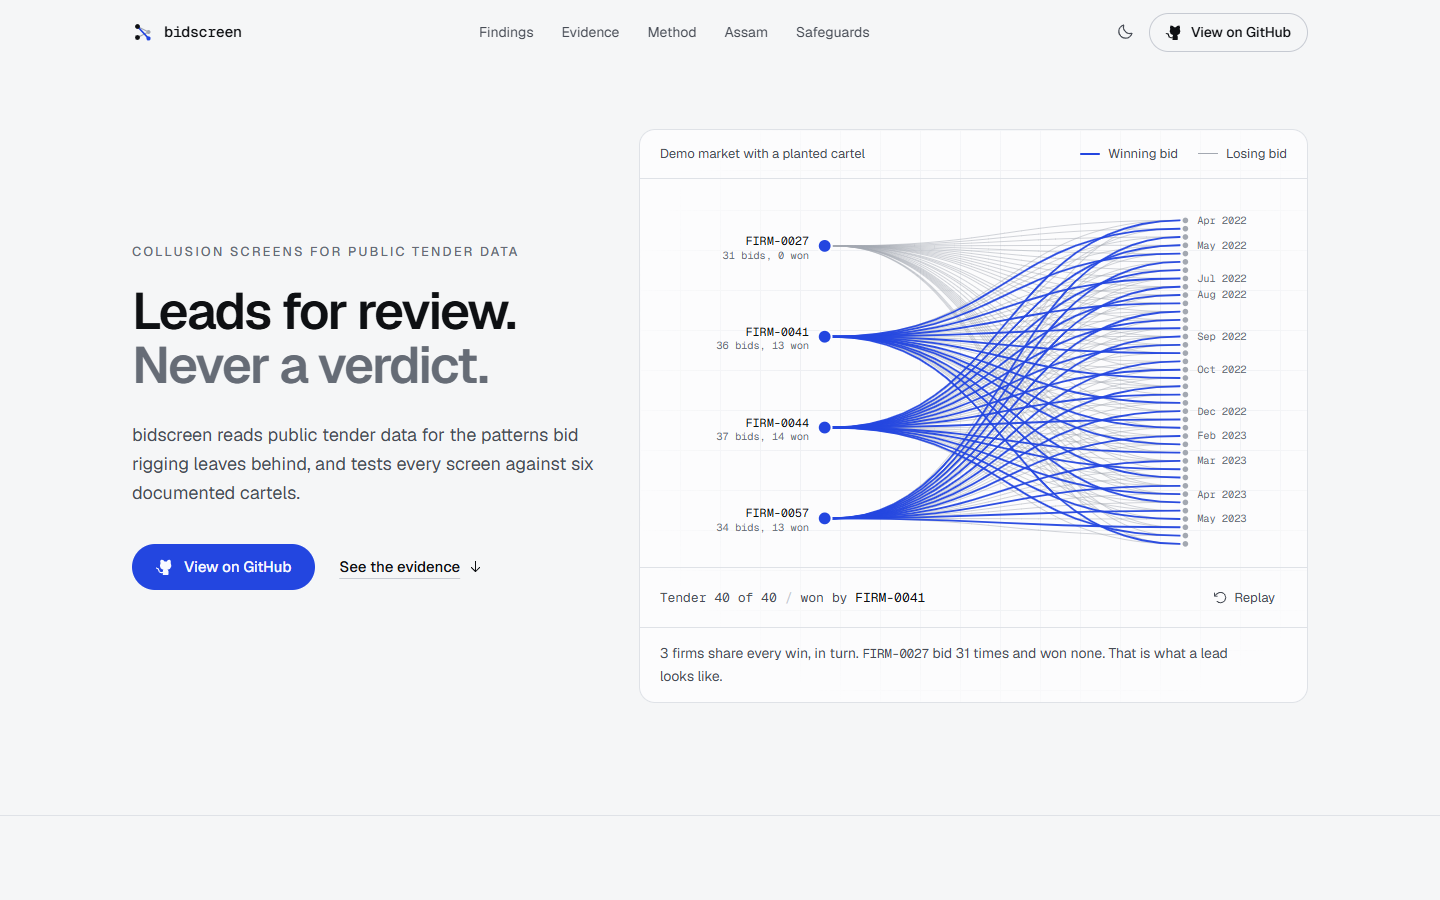 bidscreen
Findings
Evidence
Method
Assam
Safeguards
View on GitHub
COLLUSION SCREENS FOR PUBLIC TENDER DATA
Leads for review.
Never a verdict.
bidscreen reads public tender data for the patterns bid
rigging leaves behind, and tests every screen against six
documented cartels.
View on GitHub
See the evidence ↓
Demo market with a planted cartel
Winning bid
Losing bid
FIRM-0027
31 bids, 0 won
FIRM-0041
36 bids, 13 won
FIRM-0044
37 bids, 14 won
FIRM-0057
34 bids, 13 won
Apr 2022
May 2022
Jul 2022
Aug 2022
Sep 2022
Oct 2022
Dec 2022
Feb 2023
Mar 2023
Apr 2023
May 2023
Tender 40 of 40 / won by FIRM-0041
Replay
3 firms share every win, in turn. FIRM-0027 bid 31 times and won none. That is what a lead
looks like.